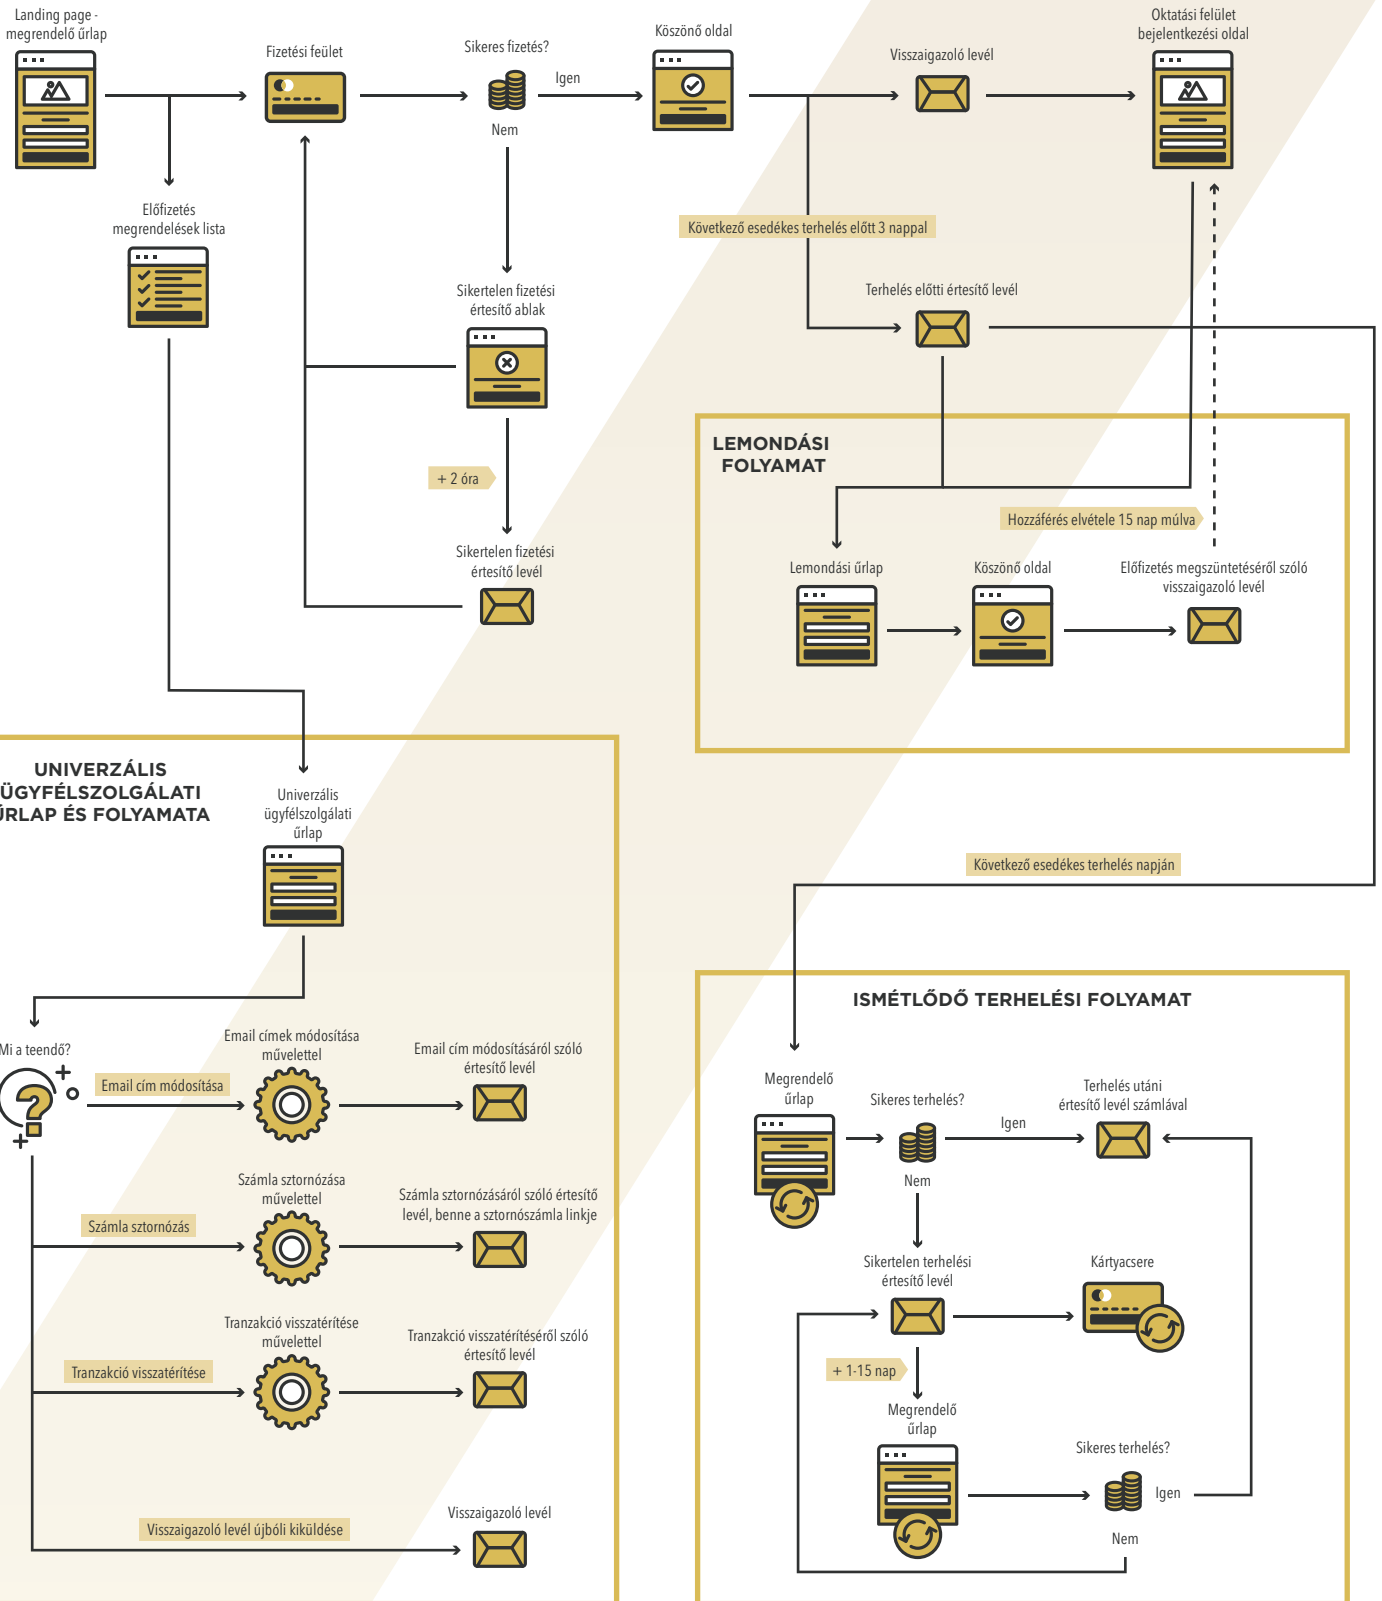 Landing page -
megrendelő űrlap
Fizetési feület
Sikeres fizetés?
Igen
Nem
Köszönő oldal
Visszaigazoló levél
Oktatási felület
bejelentkezési oldal
Előfizetés
megrendelések lista
Következő esedékes terhelés előtt 3 nappal
Sikertelen fizetési
értesítő ablak
Terhelés előtti értesítő levél
+ 2 óra
Sikertelen fizetési
értesítő levél
LEMONDÁSI
FOLYAMAT
Hozzáférés elvétele 15 nap múlva
Lemondási űrlap
Köszönő oldal
Előfizetés megszüntetéséről szóló
visszaigazoló levél
UNIVERZÁLIS
ÜGYFÉLSZOLGÁLATI
ŰRLAP ÉS FOLYAMATA
Univerzális
ügyfélszolgálati
űrlap
Mi a teendő?
Email cím módosítása
Email címek módosítása
művelettel
Email cím módosításáról szóló
értesítő levél
Számla sztornózás
Számla sztornózása
művelettel
Számla sztornózásáról szóló értesítő
levél, benne a sztornószámla linkje
Tranzakció visszatérítése
Tranzakció visszatérítése
művelettel
Tranzakció visszatérítéséről szóló
értesítő levél
Visszaigazoló levél újbóli kiküldése
Visszaigazoló levél
Következő esedékes terhelés napján
ISMÉTLŐDŐ TERHELÉSI FOLYAMAT
Megrendelő
űrlap
Sikeres terhelés?
Igen
Nem
Terhelés utáni
értesítő levél számlával
Sikertelen terhelési
értesítő levél
Kártyacsere
+ 1-15 nap
Megrendelő
űrlap
Sikeres terhelés?
Igen
Nem